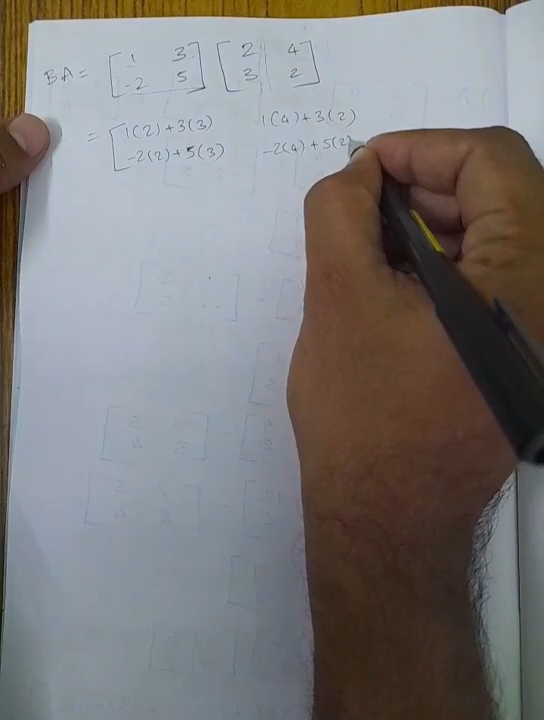 BA = [1 3] [2 4]
[-2 5] [3 2]
= [1(2)+3(3) 1(4)+3(2)
-2(2)+5(3) -2(4)+5(2)